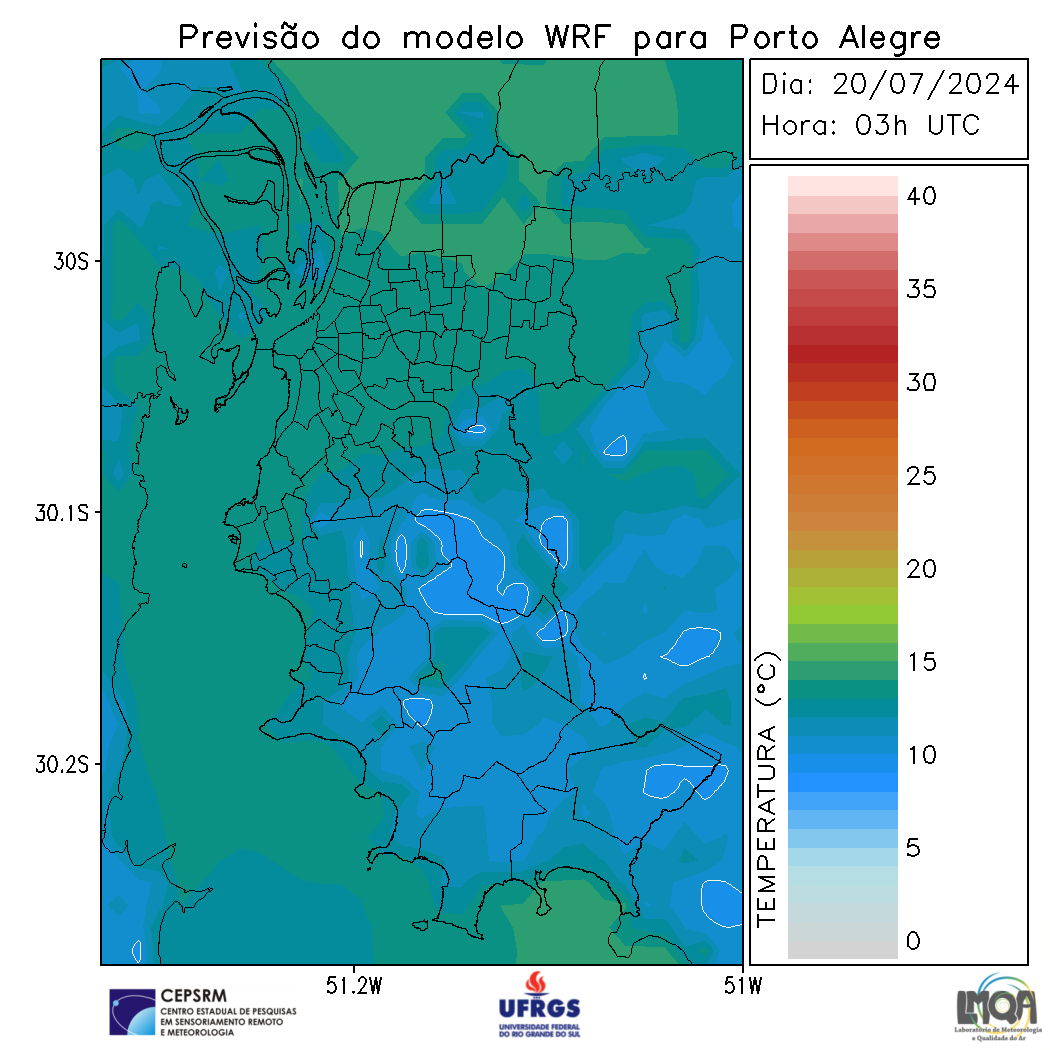 Previsão do modelo WRF para Porto Alegre
Dia: 20/07/2024
Hora: 03h UTC
40
35
30
25
20
15
10
5
0
TEMPERATURA (°C)
30S
30.1S
30.2S
51.2W
51W
CEPSRM
CENTRO ESTADUAL DE PESQUISAS
EM SENSORIAMENTO REMOTO
E METEOROLOGIA
UFRGS
UNIVERSIDADE FEDERAL
DO RIO GRANDE DO SUL
LMQA
Laboratório de Meteorologia
e Qualidade do Ar